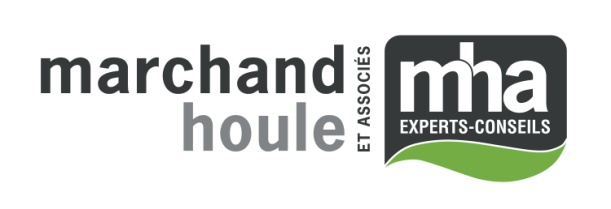 marchand
houle
ET ASSOCIÉS
mha
EXPERTS-CONSEILS